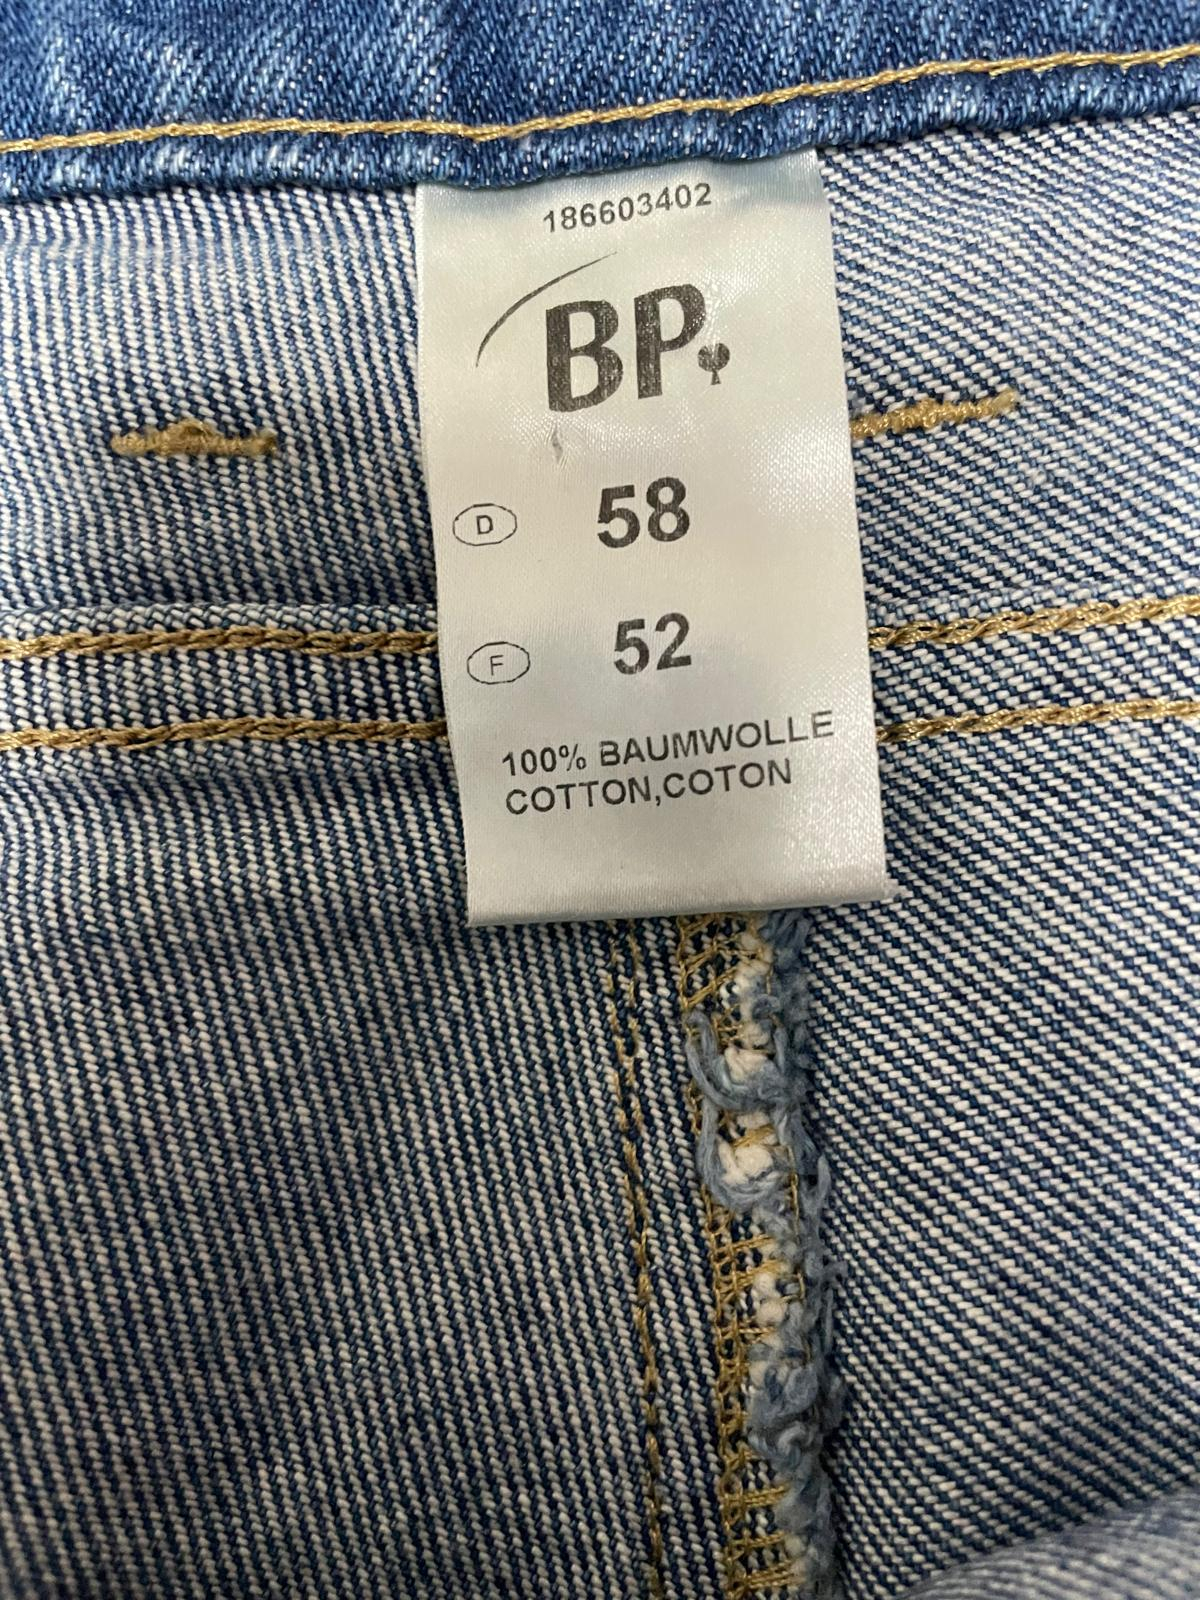 186603402
BP
D 58
F 52
100% BAUMWOLLE
COTTON,COTON